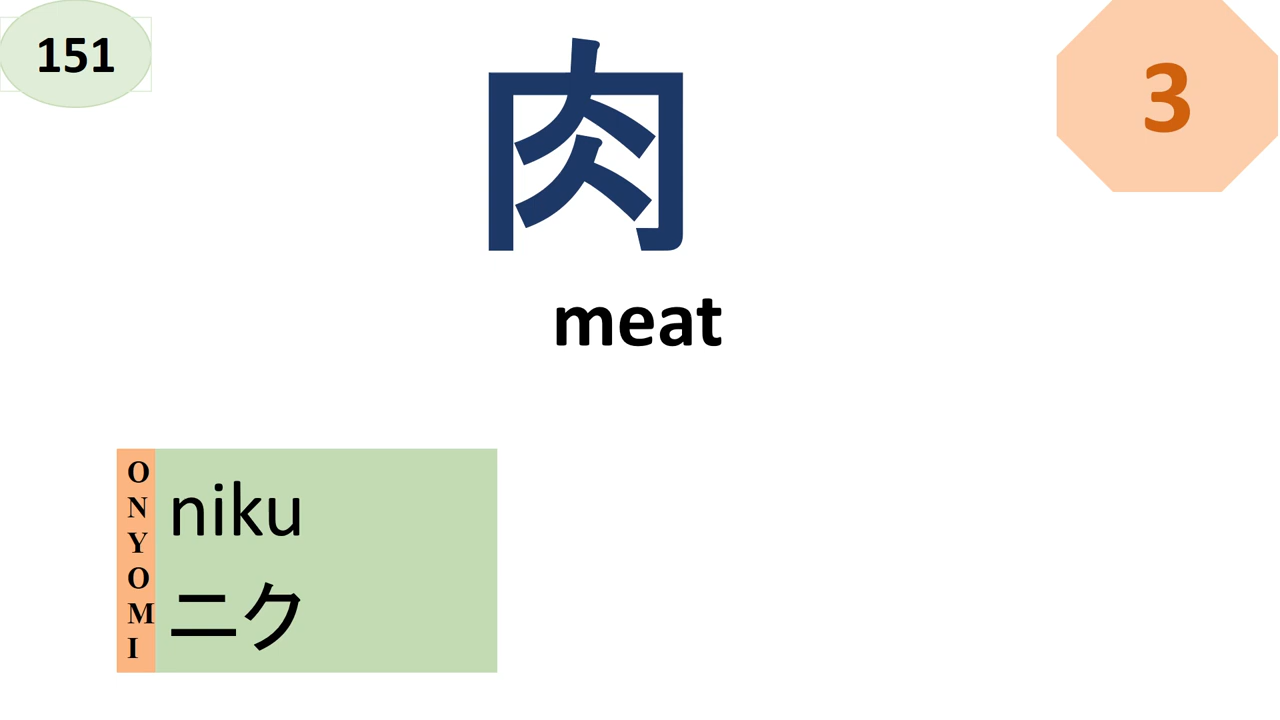 151
肉
3
meat
ONYOMI
niku
ニク